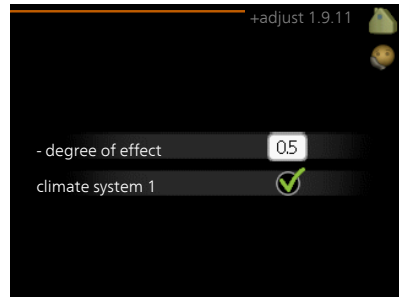 +adjust 1.9.11
- degree of effect 0.5
climate system 1